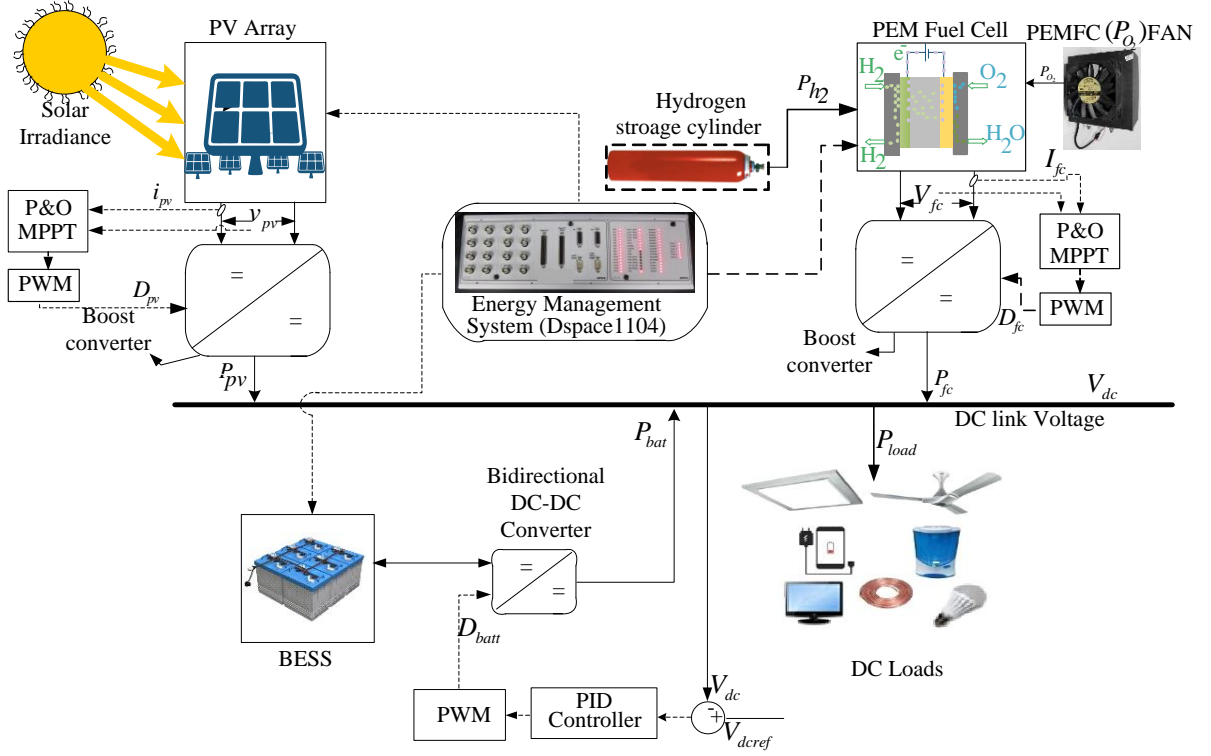 PV Array
Solar
Irradiance
i_pv
v_pv
P&O
MPPT
PWM
D_pv
=
=
Boost
converter
P_pv
Hydrogen
stroage cylinder
P_h2
Energy Management
System (Dspace1104)
PEM Fuel Cell
PEMFC (P_O2) FAN
P_O2
e-
H2
O2
H2O
H2
I_fc
V_fc
P&O
MPPT
PWM
D_fc
=
=
Boost
converter
P_fc
V_dc
DC link Voltage
P_bat
P_load
Bidirectional
DC-DC
Converter
=
=
BESS
D_batt
PWM
PID
Controller
V_dc
-
+
V_dcref
DC Loads